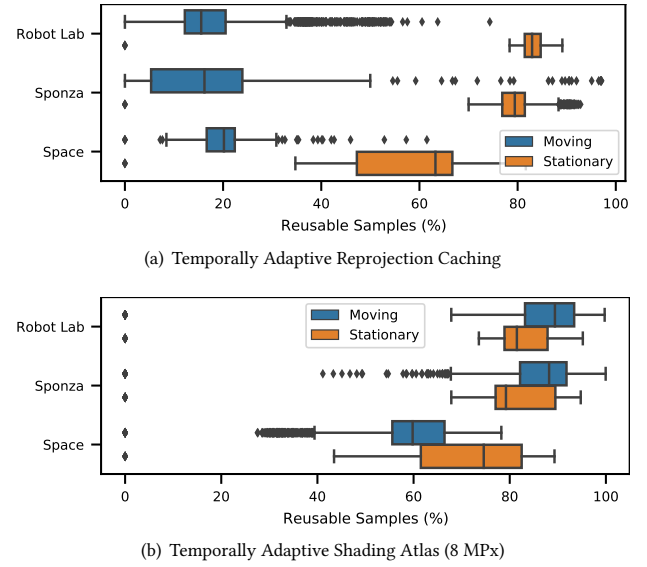 Robot Lab
Sponza
Space
Moving
Stationary
0 20 40 60 80 100
Reusable Samples (%)
(a) Temporally Adaptive Reprojection Caching
Robot Lab
Sponza
Space
Moving
Stationary
0 20 40 60 80 100
Reusable Samples (%)
(b) Temporally Adaptive Shading Atlas (8 MPx)